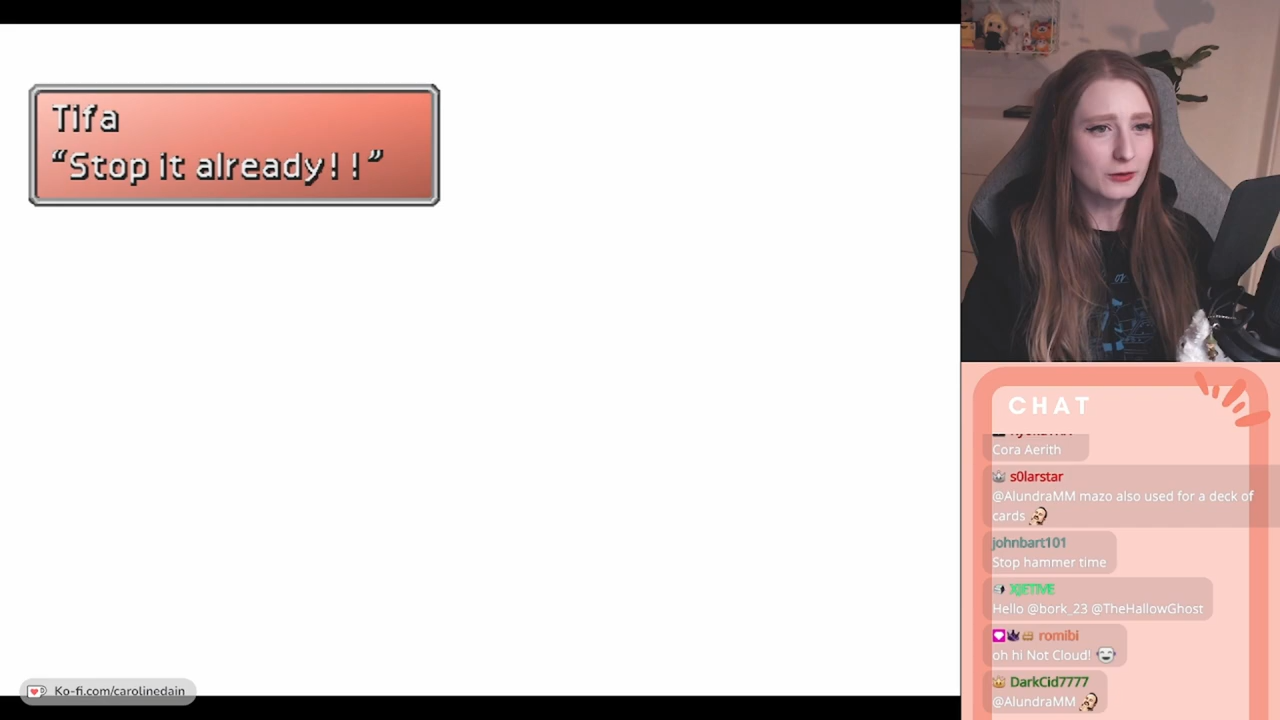 Tifa
“Stop it already!!”
CHAT
Cora Aerith
s0larstar
@AlundraMM mazo also used for a deck of
cards
johnbart101
Stop hammer time
XJETIVE
Hello @bork_23 @TheHallowGhost
romibi
oh hi Not Cloud!
DarkCid7777
@AlundraMM
Ko-fi.com/carolinedain